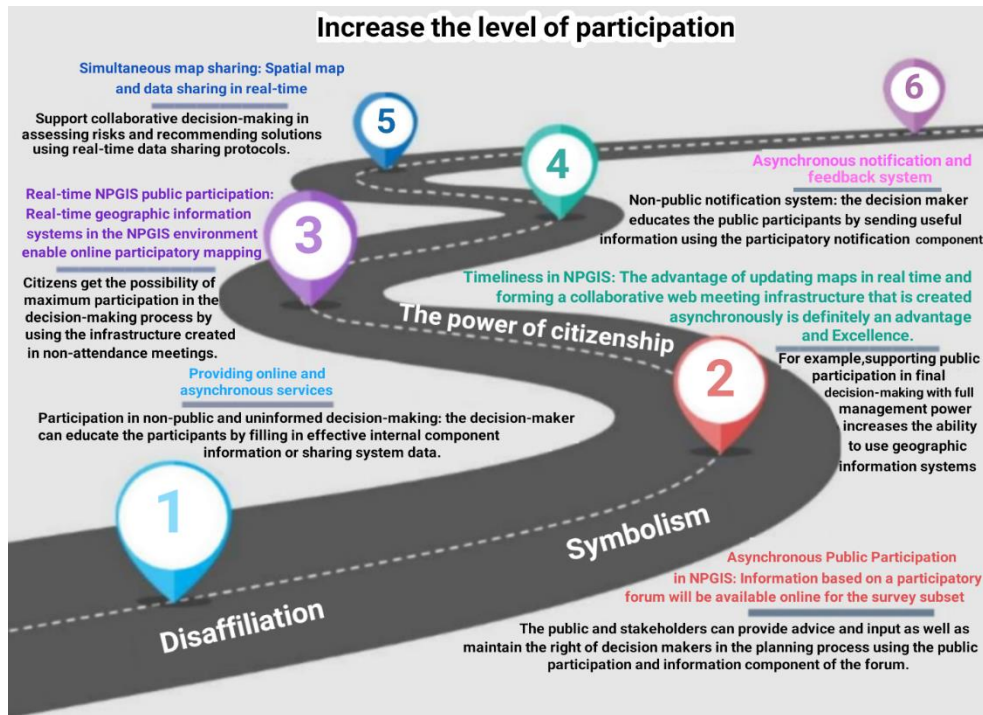 Increase the level of participation
Simultaneous map sharing: Spatial map
and data sharing in real-time
Support collaborative decision-making in
assessing risks and recommending solutions
using real-time data sharing protocols.
5
6
4
Asynchronous notification and
feedback system
Non-public notification system: the decision maker
educates the public participants by sending useful
information using the participatory notification component
Real-time NPGIS public participation:
Real-time geographic information
systems in the NPGIS environment
enable online participatory mapping
3
Citizens get the possibility of
maximum participation in the
decision-making process by
using the infrastructure created
in non-attendance meetings.
Timeliness in NPGIS: The advantage of updating maps in real time and
forming a collaborative web meeting infrastructure that is created
asynchronously is definitely an advantage
and Excellence.
The power of citizenship
2
For example,supporting public
participation in final
decision-making with full
management power
increases the ability
to use geographic
information systems
Providing online and
asynchronous services
Participation in non-public and uninformed decision-making: the decision-maker
can educate the participants by filling in effective internal component
information or sharing system data.
1
Symbolism
Disaffiliation
Asynchronous Public Participation
in NPGIS: Information based on a participatory
forum will be available online for the survey subset
The public and stakeholders can provide advice and input as well as
maintain the right of decision makers in the planning process using the public
participation and information component of the forum.